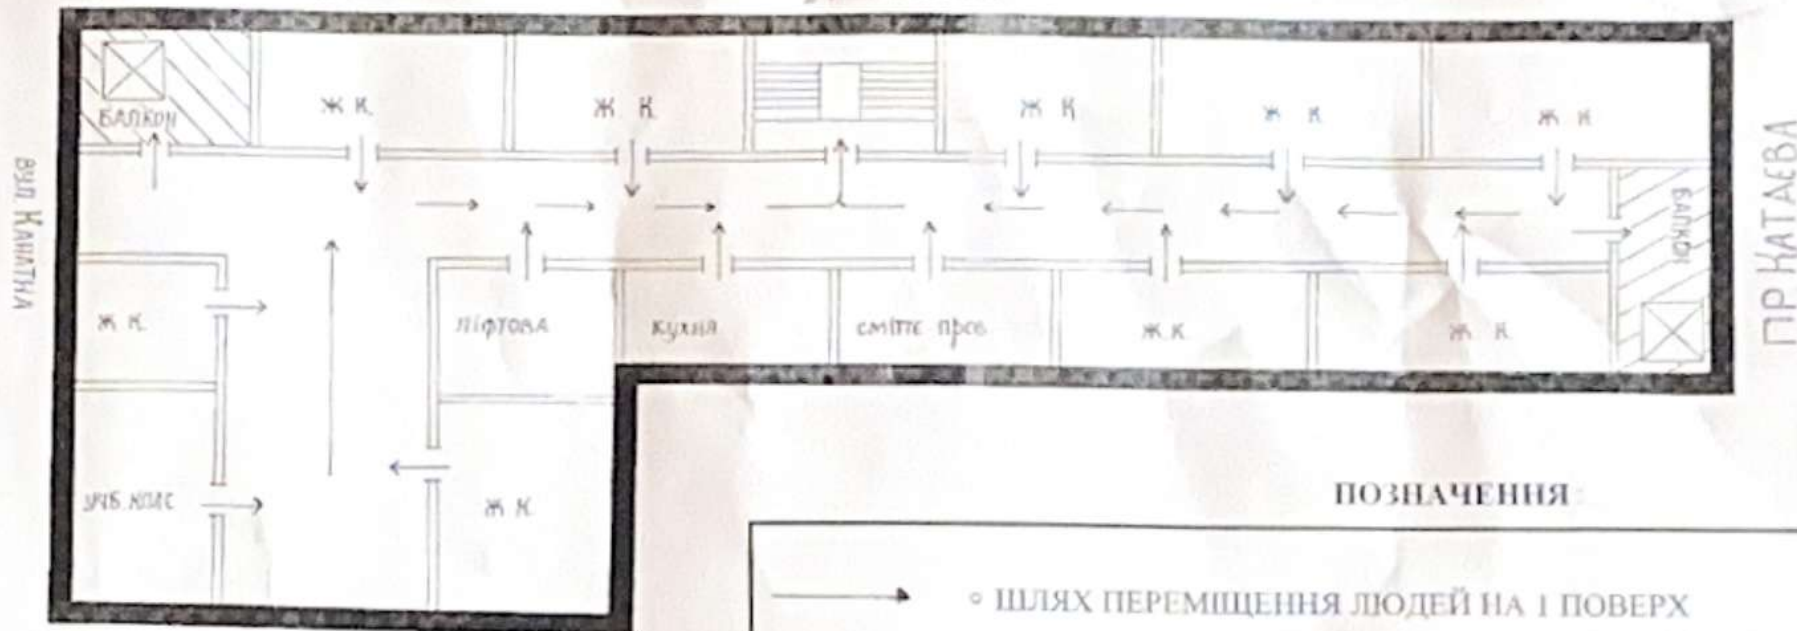 БАЛКОН
Ж К.
Ж. К.
Ж К.
Ж К
Ж К
БАЛКОН
ВУЛ КАНАТНА
ПР КАТАЄВА
Ж К.
ЛІФТОВА
КУХНЯ
СМІТТЄ ПРОВ.
Ж К.
Ж К
УЧБ. КЛАС
Ж К.
ПОЗНАЧЕННЯ:
ШЛЯХ ПЕРЕМІЩЕННЯ ЛЮДЕЙ НА 1 ПОВЕРХ